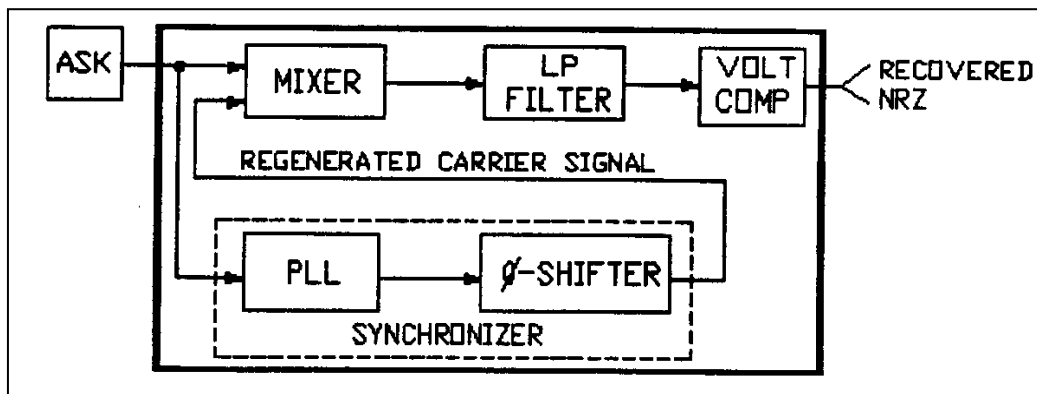 ASK
MIXER
LP
FILTER
VOLT
COMP
RECOVERED
NRZ
REGENERATED CARRIER SIGNAL
PLL
Ø-SHIFTER
SYNCHRONIZER